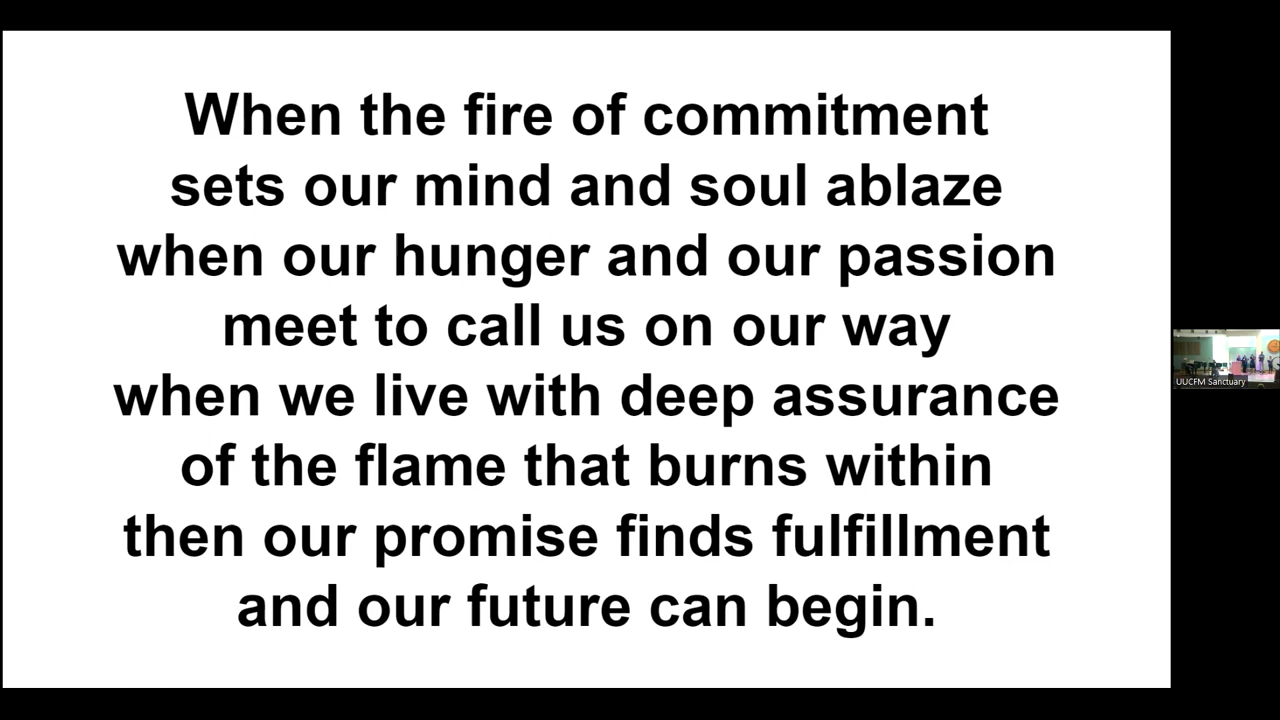 When the fire of commitment
sets our mind and soul ablaze
when our hunger and our passion
meet to call us on our way
when we live with deep assurance
of the flame that burns within
then our promise finds fulfillment
and our future can begin.
UUCFM Sanctuary